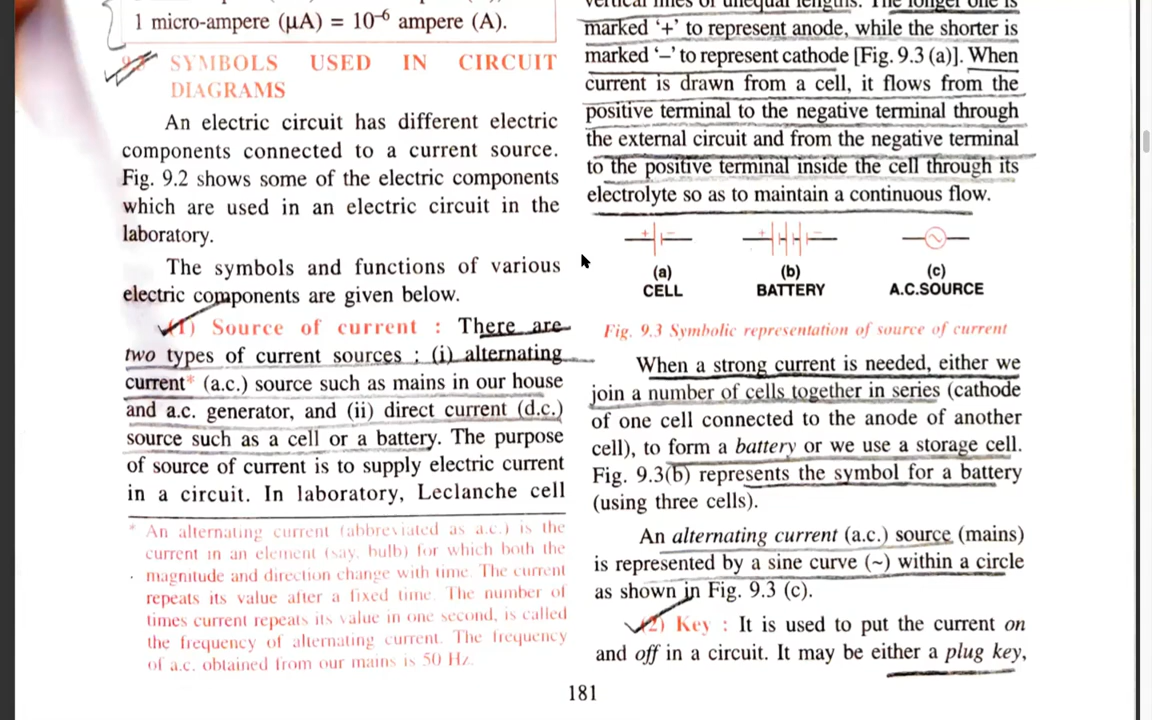 1 micro-ampere (μA) = 10⁻⁶ ampere (A).
SYMBOLS USED IN CIRCUIT
DIAGRAMS
An electric circuit has different electric
components connected to a current source.
Fig. 9.2 shows some of the electric components
which are used in an electric circuit in the
laboratory.
The symbols and functions of various
electric components are given below.
(1) Source of current : There are
two types of current sources : (i) alternating
current* (a.c.) source such as mains in our house
and a.c. generator, and (ii) direct current (d.c.)
source such as a cell or a battery. The purpose
of source of current is to supply electric current
in a circuit. In laboratory, Leclanche cell
* An alternating current (abbreviated as a.c.) is the
current in an element (say, bulb) for which both the
magnitude and direction change with time. The current
repeats its value after a fixed time. The number of
times current repeats its value in one second, is called
the frequency of alternating current. The frequency
of a.c. obtained from our mains is 50 Hz.
vertical lines of unequal lengths. The longer one is
marked ‘+’ to represent anode, while the shorter is
marked ‘–’ to represent cathode [Fig. 9.3 (a)]. When
current is drawn from a cell, it flows from the
positive terminal to the negative terminal through
the external circuit and from the negative terminal
to the positive terminal inside the cell through its
electrolyte so as to maintain a continuous flow.
+ – + –
(a) (b) (c)
CELL BATTERY A.C.SOURCE
Fig. 9.3 Symbolic representation of source of current
When a strong current is needed, either we
join a number of cells together in series (cathode
of one cell connected to the anode of another
cell), to form a battery or we use a storage cell.
Fig. 9.3(b) represents the symbol for a battery
(using three cells).
An alternating current (a.c.) source (mains)
is represented by a sine curve (~) within a circle
as shown in Fig. 9.3 (c).
(2) Key : It is used to put the current on
and off in a circuit. It may be either a plug key,
181